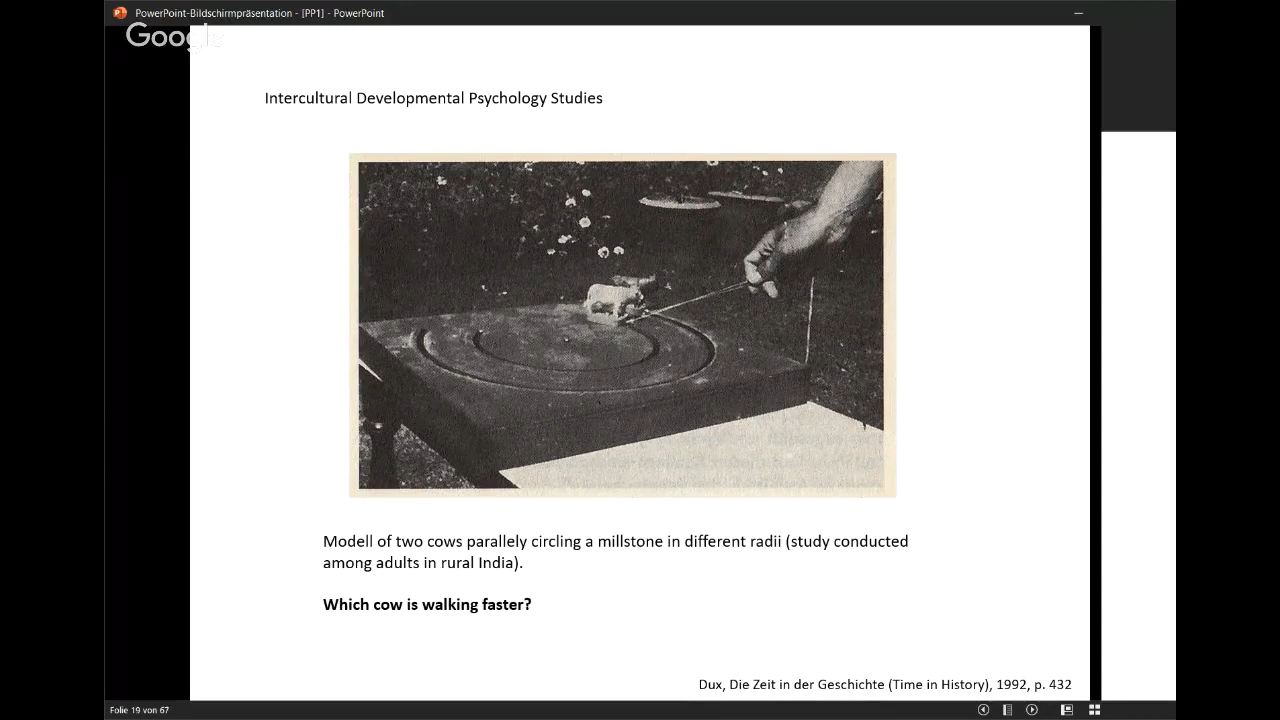 PowerPoint-Bildschirmpräsentation - [PP1] - PowerPoint
Google
Intercultural Developmental Psychology Studies
Modell of two cows parallely circling a millstone in different radii (study conducted
among adults in rural India).
Which cow is walking faster?
Dux, Die Zeit in der Geschichte (Time in History), 1992, p. 432
Folie 19 von 67